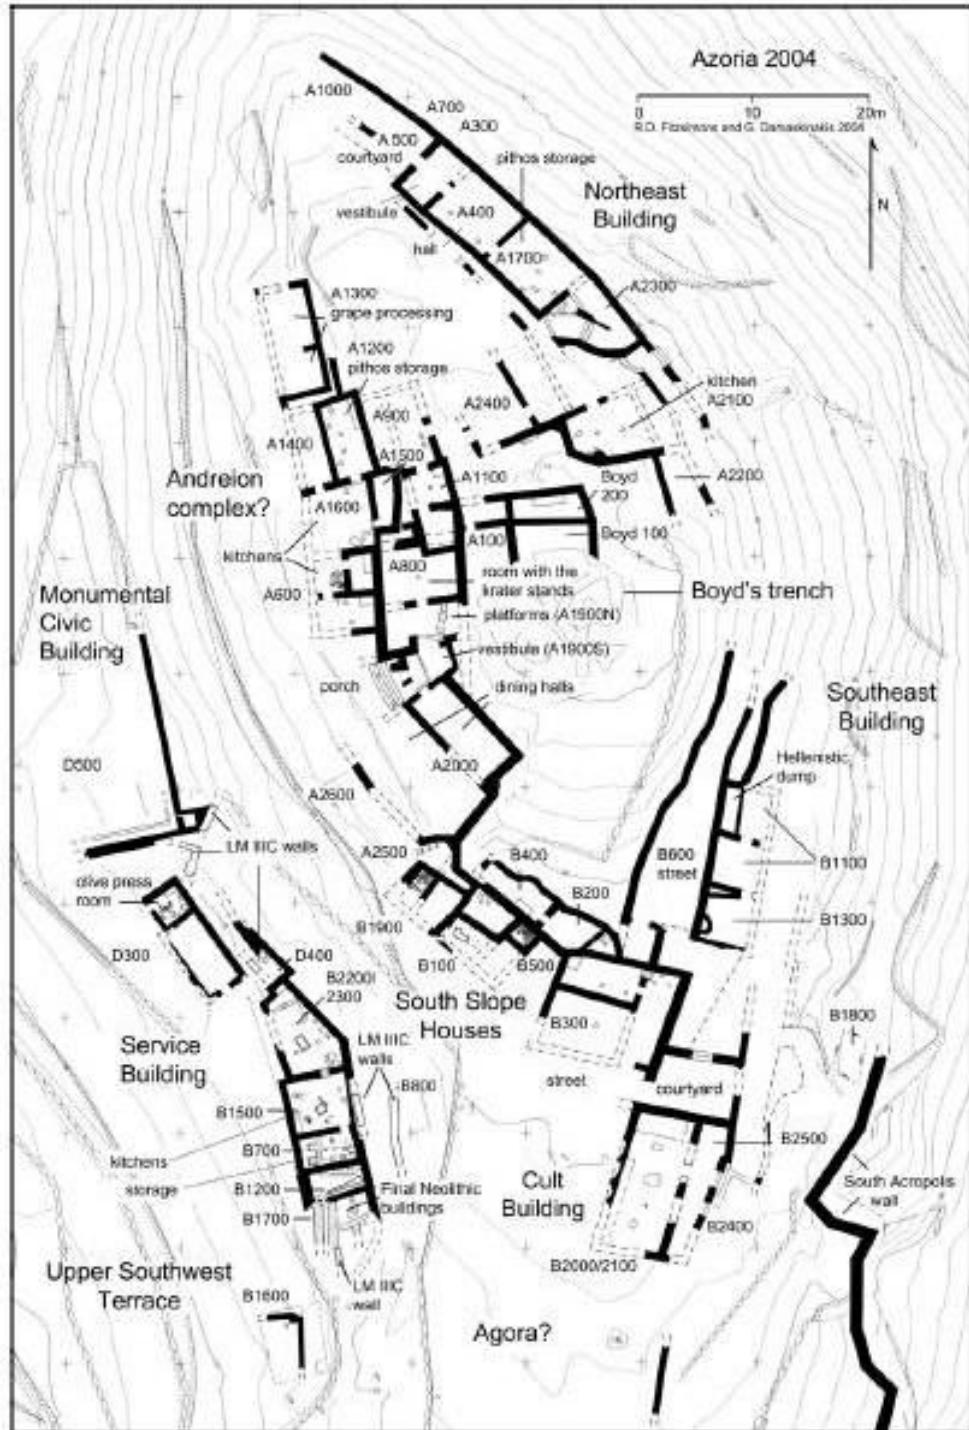 Azoria 2004
0 10 20m
R.D. Fitzsimons and G. Damaskinakis 2004
N
A1000
A700
A300
A500
courtyard
pithos storage
Northeast
Building
vestibule
A400
hall
A1700
A2300
A1300
grape processing
A1200
pithos storage
A900
A2400
kitchen
A2100
A1400
A1500
A1100
Boyd
200
A2200
Andreion
complex?
A1600
A100
Boyd 100
kitchens
A800
room with the
krater stands
A600
Boyd's trench
Monumental
Civic
Building
platforms (A1900N)
vestibule (A1900S)
porch
dining halls
Southeast
Building
D500
A2000
Hellenistic
dump
A2600
LM IIIC walls
A2500
B400
B600
street
B1100
olive press
room
B200
B1900
B1300
D300
D400
B100
B500
B2200/
2300
South Slope
Houses
B300
B1800
Service
Building
LM IIIC
walls
B800
street
courtyard
B1500
B2500
kitchens
B700
storage
South Acropolis
wall
Cult
Building
B1200
Final Neolithic
buildings
B1700
B2400
B2000/2100
Upper Southwest
Terrace
B1600
LM IIIC
wall
Agora?